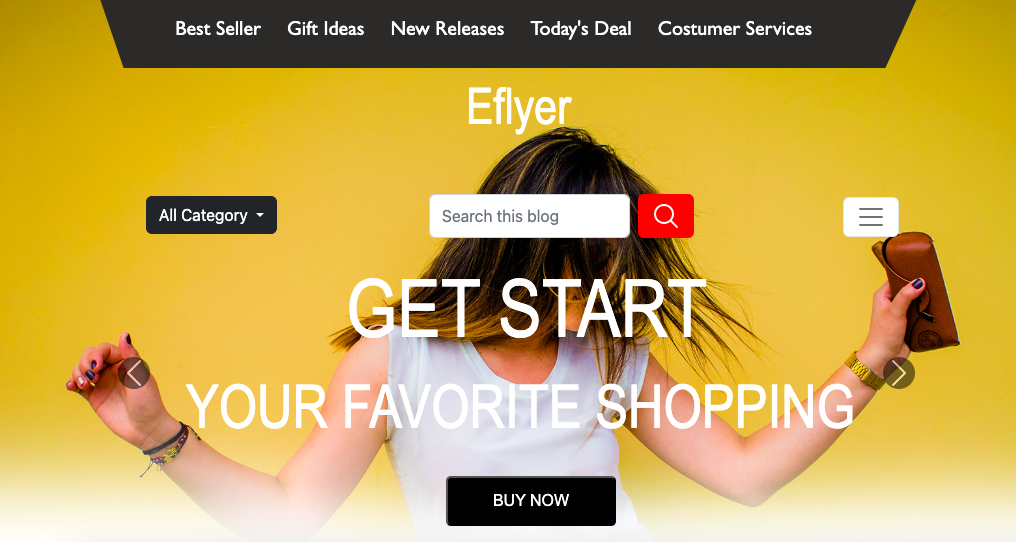 Best Seller Gift Ideas New Releases Today's Deal Costumer Services
Eflyer
All Category Search this blog
GET START
YOUR FAVORITE SHOPPING
BUY NOW